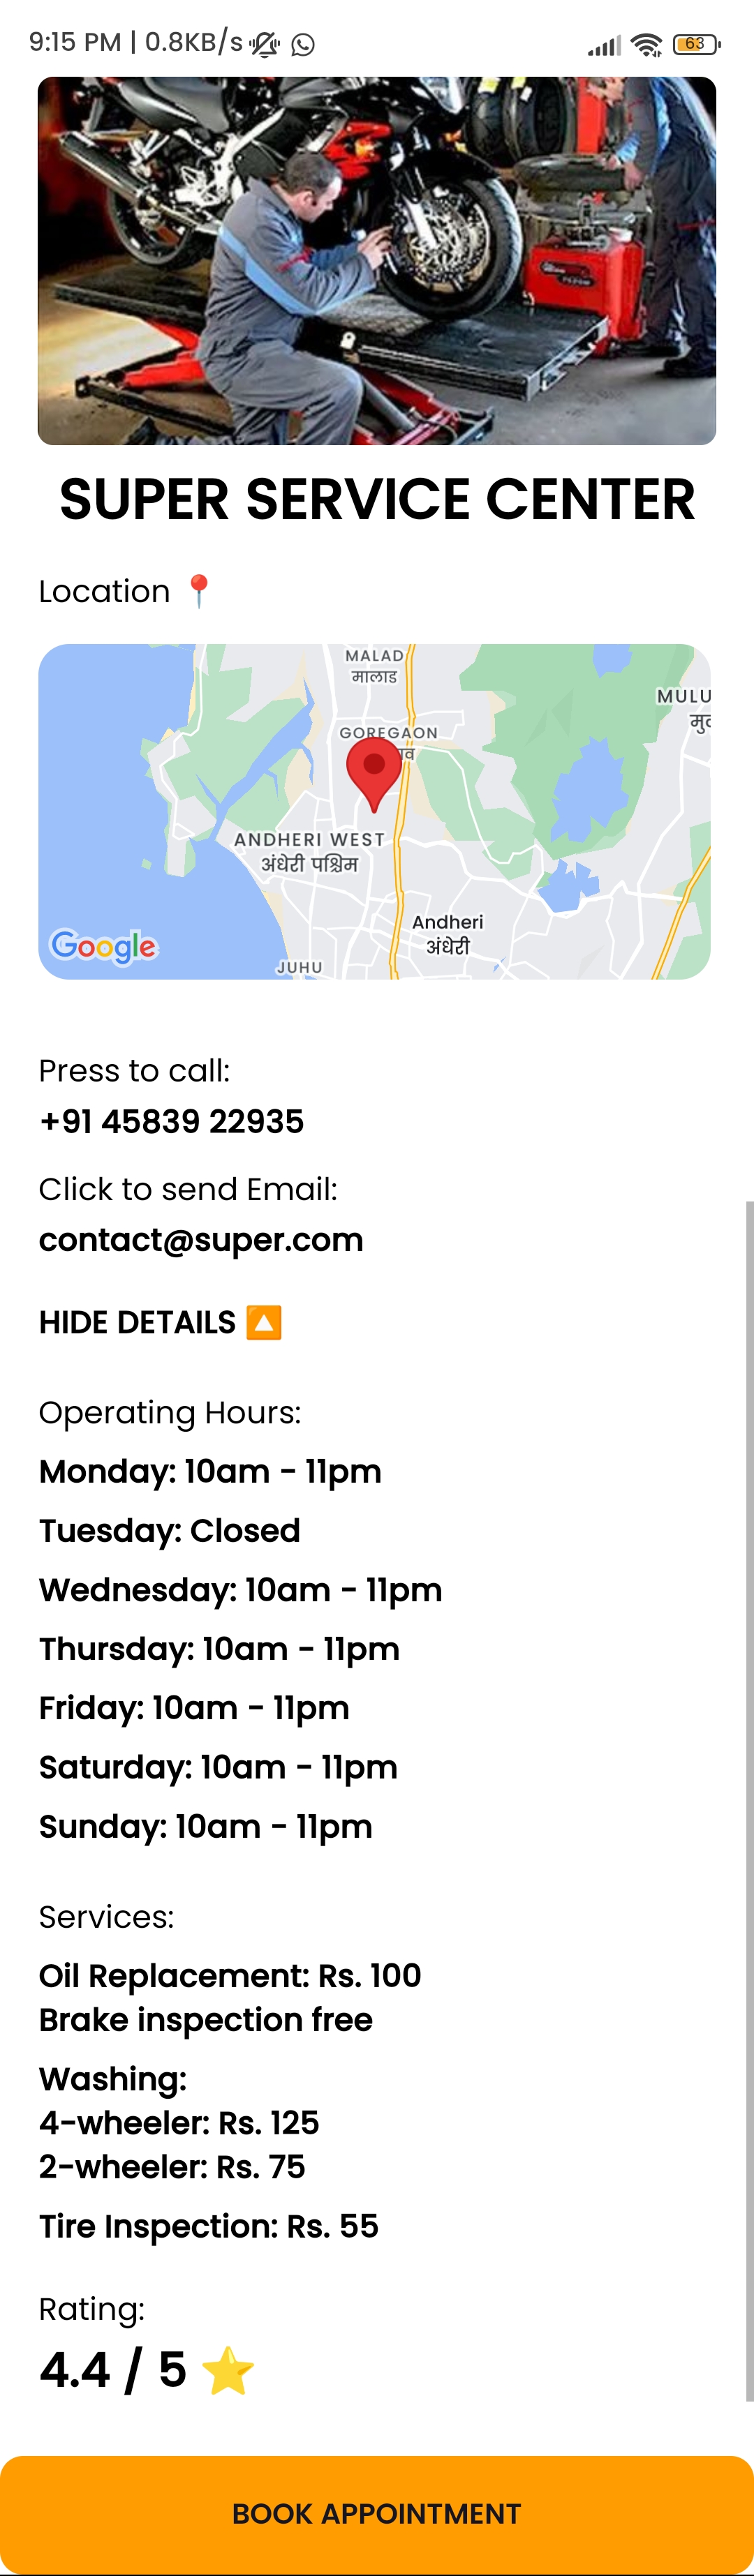 9:15 PM | 0.8KB/s
63
SUPER SERVICE CENTER
Location
MALAD
मालाड
MULU
GOREGAON
ANDHERI WEST
अंधेरी पश्चिम
Andheri
अंधेरी
Google
JUHU
Press to call:
+91 45839 22935
Click to send Email:
contact@super.com
HIDE DETAILS
Operating Hours:
Monday: 10am - 11pm
Tuesday: Closed
Wednesday: 10am - 11pm
Thursday: 10am - 11pm
Friday: 10am - 11pm
Saturday: 10am - 11pm
Sunday: 10am - 11pm
Services:
Oil Replacement: Rs. 100
Brake inspection free
Washing:
4-wheeler: Rs. 125
2-wheeler: Rs. 75
Tire Inspection: Rs. 55
Rating:
4.4 / 5
BOOK APPOINTMENT